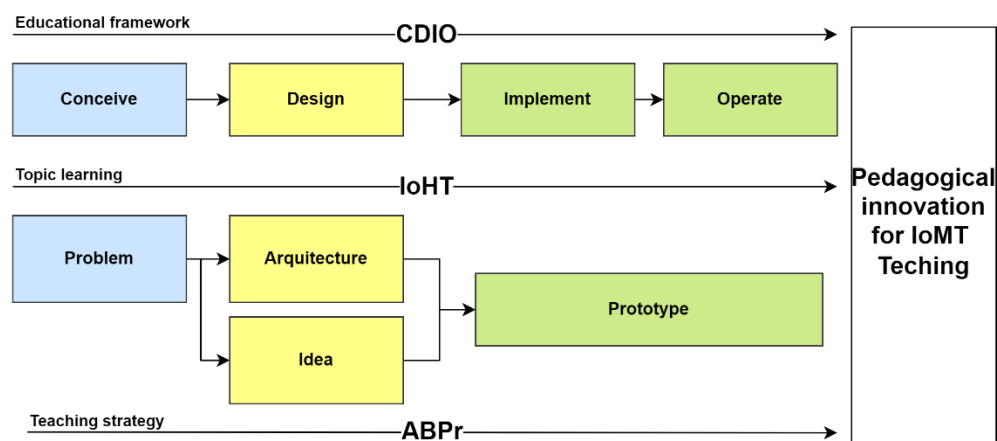 Educational framework
CDIO
Conceive
Design
Implement
Operate
Topic learning
IoHT
Problem
Arquitecture
Idea
Prototype
Teaching strategy
ABPr
Pedagogical
innovation
for IoMT
Teching